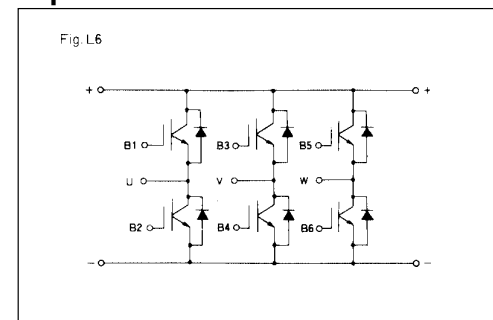 Fig. L6
+ +
B1 B3 B5
U V W
B2 B4 B6
− −